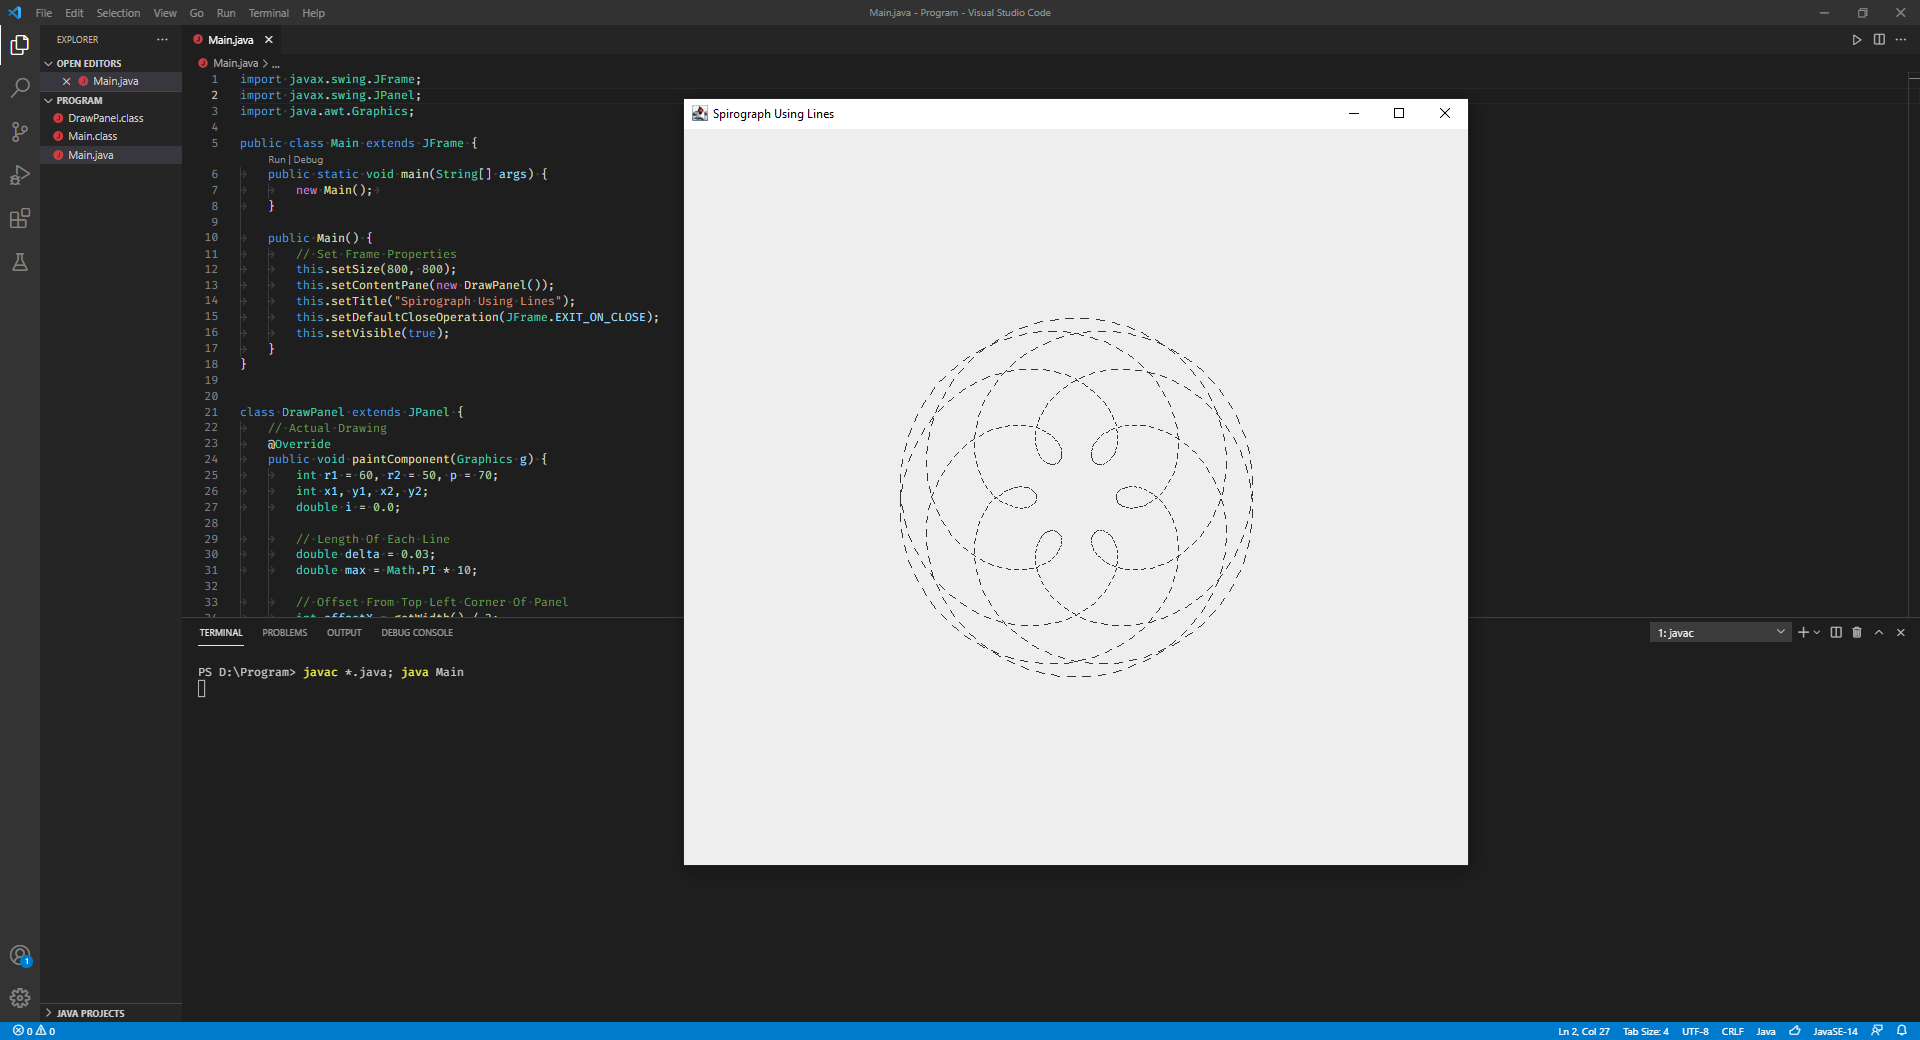 File Edit Selection View Go Run Terminal Help
Main.java - Program - Visual Studio Code
EXPLORER
OPEN EDITORS
Main.java
PROGRAM
DrawPanel.class
Main.class
Main.java
JAVA PROJECTS
Main.java
Main.java > ...
1 import javax.swing.JFrame;
2 import javax.swing.JPanel;
3 import java.awt.Graphics;
4
5 public class Main extends JFrame {
Run | Debug
6 public static void main(String[] args) {
7 new Main();
8 }
9
10 public Main() {
11 // Set Frame Properties
12 this.setSize(800, 800);
13 this.setContentPane(new DrawPanel());
14 this.setTitle("Spirograph Using Lines");
15 this.setDefaultCloseOperation(JFrame.EXIT_ON_CLOSE);
16 this.setVisible(true);
17 }
18 }
19
20
21 class DrawPanel extends JPanel {
22 // Actual Drawing
23 @Override
24 public void paintComponent(Graphics g) {
25 int r1 = 60, r2 = 50, p = 70;
26 int x1, y1, x2, y2;
27 double i = 0.0;
28
29 // Length Of Each Line
30 double delta = 0.03;
31 double max = Math.PI * 10;
32
33 // Offset From Top Left Corner Of Panel
Spirograph Using Lines
TERMINAL PROBLEMS OUTPUT DEBUG CONSOLE
1: javac
PS D:\Program> javac *.java; java Main
1
0 0
Ln 2, Col 27 Tab Size: 4 UTF-8 CRLF Java JavaSE-14